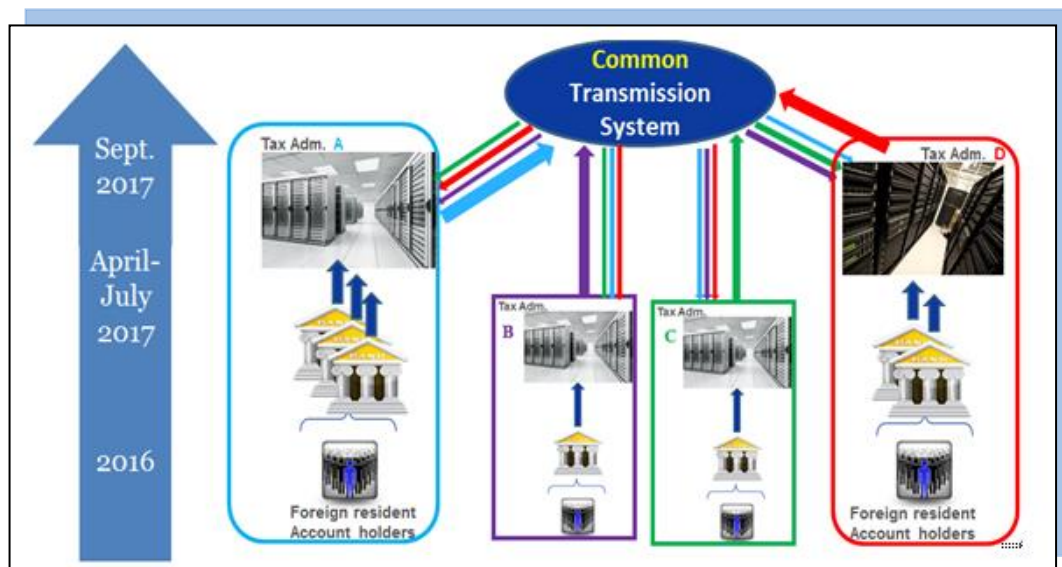 Common
Transmission
System
Sept.
2017
April-
July
2017
2016
Tax Adm. A
Foreign resident
Account holders
Tax Adm.
B
Tax Adm.
C
Tax Adm. D
Foreign resident
Account holders